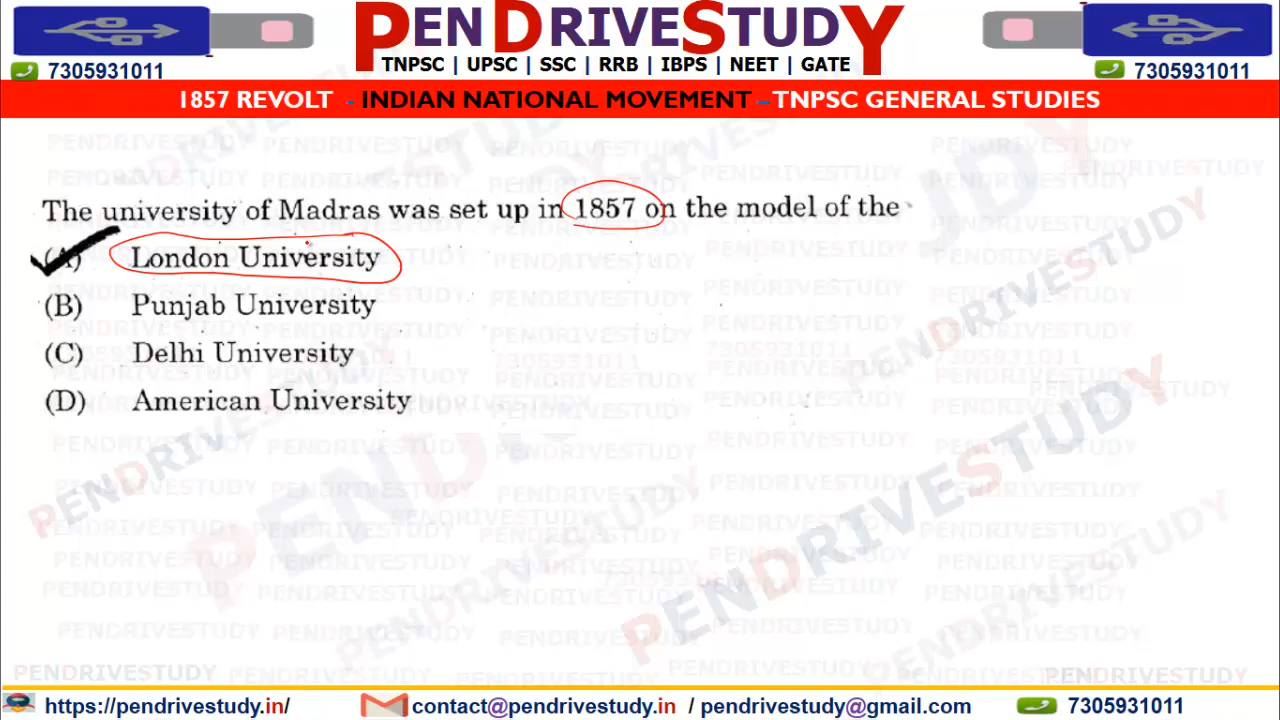 PENDRIVESTUDY
TNPSC | UPSC | SSC | RRB | IBPS | NEET | GATE
7305931011
7305931011
1857 REVOLT - INDIAN NATIONAL MOVEMENT –TNPSC GENERAL STUDIES
The university of Madras was set up in 1857 on the model of the
(A) London University
(B) Punjab University
(C) Delhi University
(D) American University
PENDRIVESTUDY
PENDRIVESTUDY
https://pendrivestudy.in/ contact@pendrivestudy.in / pendrivestudy@gmail.com 7305931011